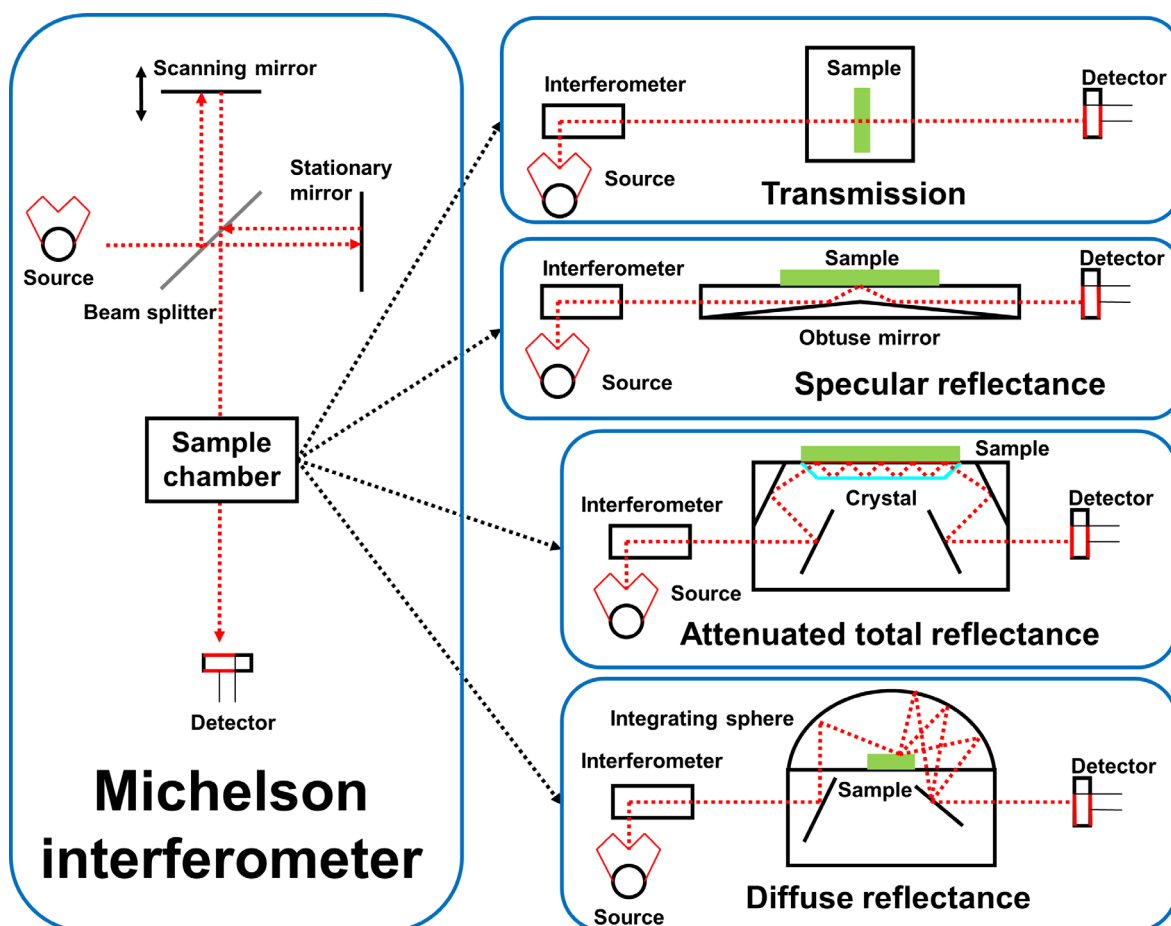 Scanning mirror
Stationary
mirror
Source
Beam splitter
Sample
chamber
Detector
Michelson
interferometer
Sample
Interferometer
Detector
Source
Transmission
Sample
Interferometer
Detector
Obtuse mirror
Source
Specular reflectance
Sample
Interferometer
Crystal
Detector
Source
Attenuated total reflectance
Integrating sphere
Interferometer
Detector
Sample
Source
Diffuse reflectance